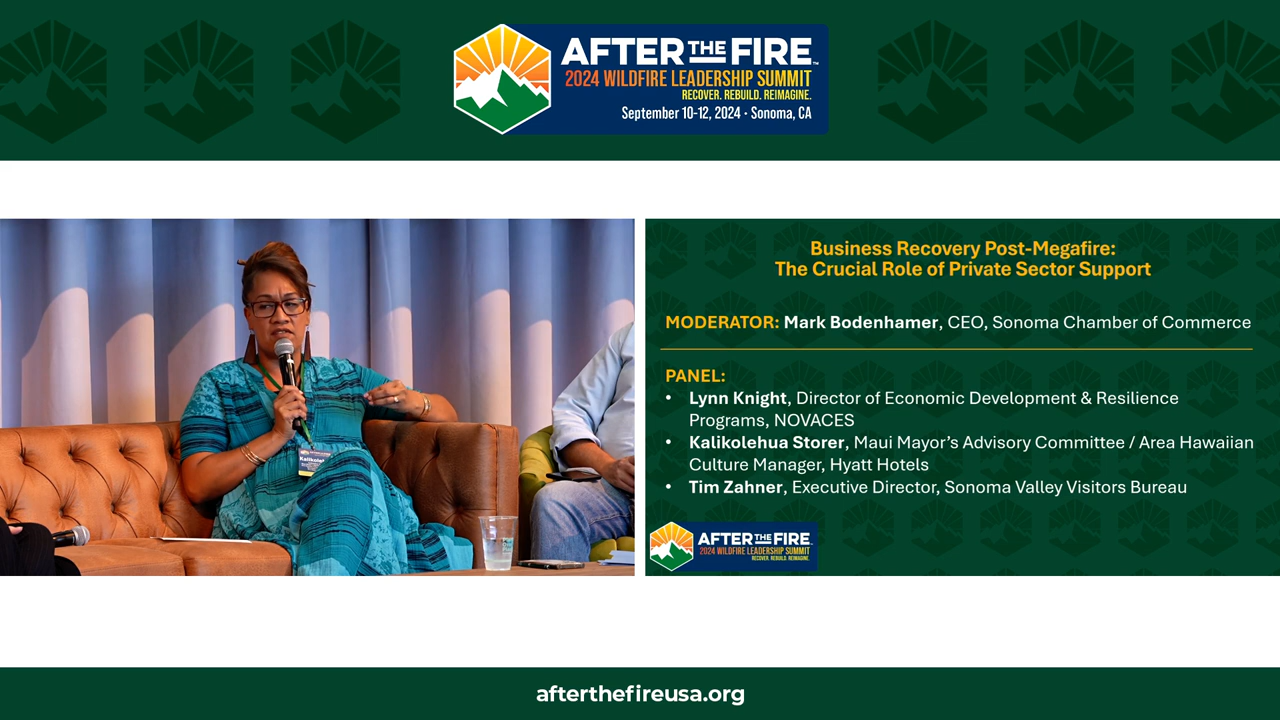 AFTER THE FIRE™
2024 WILDFIRE LEADERSHIP SUMMIT
RECOVER. REBUILD. REIMAGINE.
September 10-12, 2024 • Sonoma, CA
Business Recovery Post-Megafire:
The Crucial Role of Private Sector Support
MODERATOR: Mark Bodenhamer, CEO, Sonoma Chamber of Commerce
PANEL:
• Lynn Knight, Director of Economic Development & Resilience
Programs, NOVACES
• Kalikolehua Storer, Maui Mayor’s Advisory Committee / Area Hawaiian
Culture Manager, Hyatt Hotels
• Tim Zahner, Executive Director, Sonoma Valley Visitors Bureau
AFTER THE FIRE™
2024 WILDFIRE LEADERSHIP SUMMIT
RECOVER. REBUILD. REIMAGINE.
afterthefireusa.org